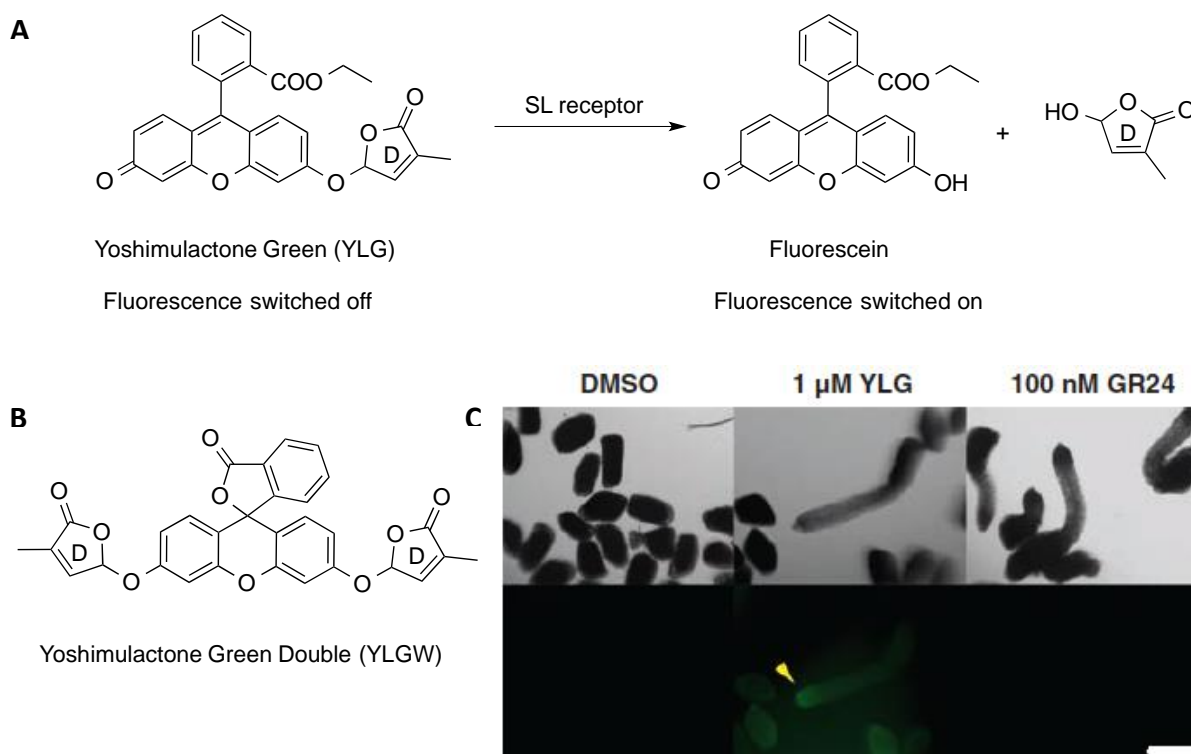 A
COO
O
O
O
O
O
D
SL receptor
COO
O
O
OH
+
HO
O
O
D
Yoshimulactone Green (YLG)
Fluorescein
Fluorescence switched off
Fluorescence switched on
DMSO
1 μM YLG
100 nM GR24
B
C
O
O
O
O
D
O
O
O
O
O
D
Yoshimulactone Green Double (YLGW)